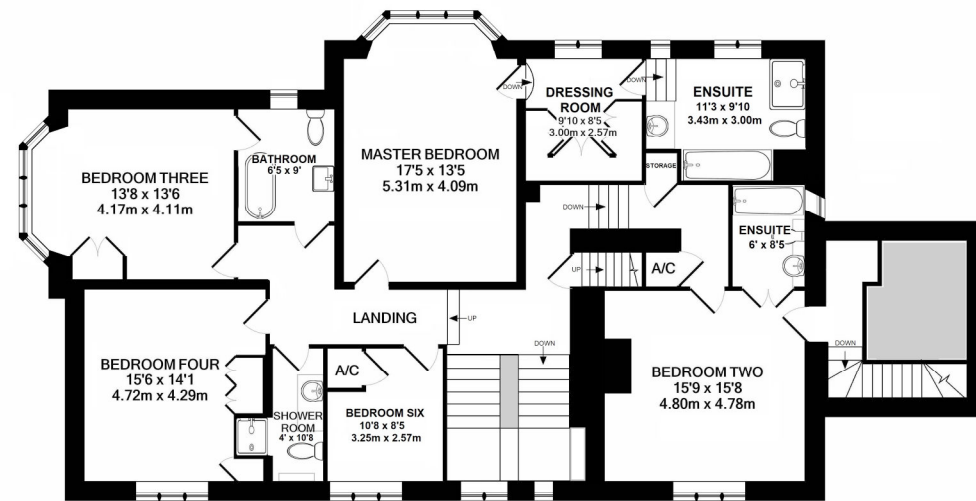 DOWN
DRESSING
ROOM
9'10 x 8'5
3.00m x 2.57m
DOWN
ENSUITE
11'3 x 9'10
3.43m x 3.00m
BATHROOM
6'5 x 9'
MASTER BEDROOM
17'5 x 13'5
5.31m x 4.09m
STORAGE
BEDROOM THREE
13'8 x 13'6
4.17m x 4.11m
DOWN
ENSUITE
6' x 8'5
UP
A/C
LANDING
UP
DOWN
DOWN
BEDROOM FOUR
15'6 x 14'1
4.72m x 4.29m
A/C
BEDROOM TWO
15'9 x 15'8
4.80m x 4.78m
SHOWER
ROOM
4' x 10'8
BEDROOM SIX
10'8 x 8'5
3.25m x 2.57m